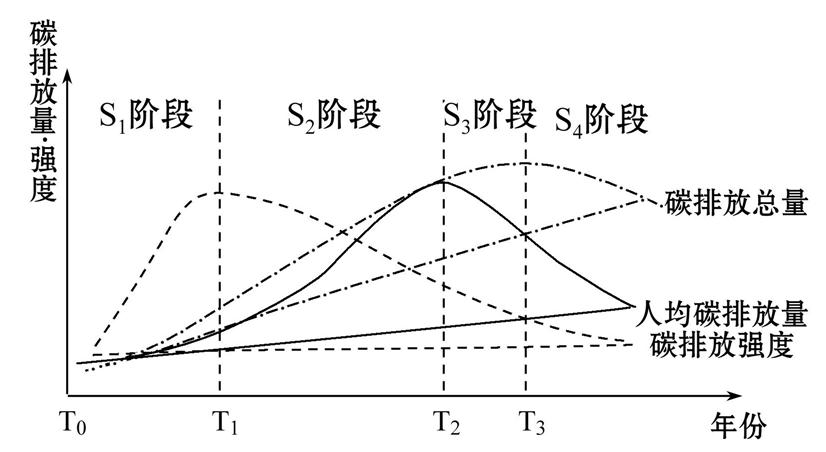 碳排放量·强度
S₁阶段
S₂阶段
S₃阶段
S₄阶段
碳排放总量
人均碳排放量
碳排放强度
T₀
T₁
T₂
T₃
年份